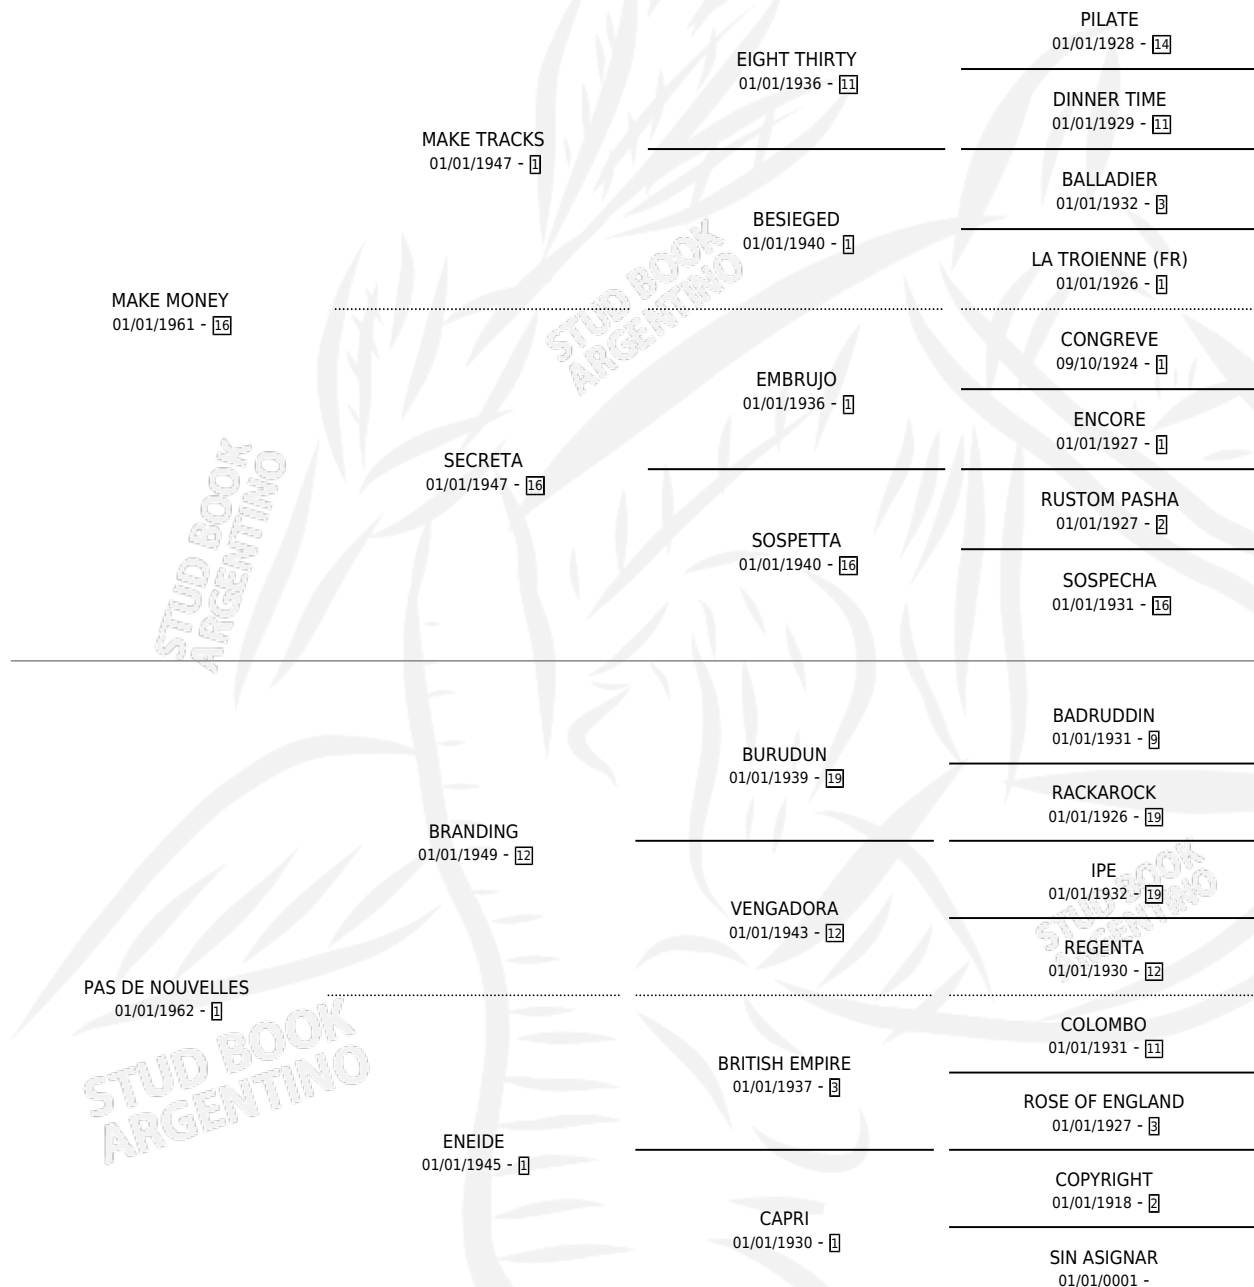 PILATE
01/01/1928 - 14
EIGHT THIRTY
01/01/1936 - 11
DINNER TIME
01/01/1929 - 11
MAKE TRACKS
01/01/1947 - 1
BALLADIER
01/01/1932 - 3
BESIEGED
01/01/1940 - 1
LA TROIENNE (FR)
01/01/1926 - 1
MAKE MONEY
01/01/1961 - 16
CONGREVE
09/10/1924 - 1
EMBRUJO
01/01/1936 - 1
ENCORE
01/01/1927 - 1
SECRETA
01/01/1947 - 16
RUSTOM PASHA
01/01/1927 - 2
SOSPETTA
01/01/1940 - 16
SOSPECHA
01/01/1931 - 16
BADRUDDIN
01/01/1931 - 9
BURUDUN
01/01/1939 - 19
RACKAROCK
01/01/1926 - 19
BRANDING
01/01/1949 - 12
IPE
01/01/1932 - 19
VENGADORA
01/01/1943 - 12
REGENTA
01/01/1930 - 12
PAS DE NOUVELLES
01/01/1962 - 1
COLOMBO
01/01/1931 - 11
BRITISH EMPIRE
01/01/1937 - 3
ROSE OF ENGLAND
01/01/1927 - 3
ENEIDE
01/01/1945 - 1
COPYRIGHT
01/01/1918 - 2
CAPRI
01/01/1930 - 1
SIN ASIGNAR
01/01/0001 -
STUD BOOK
ARGENTINO
STUD BOOK
ARGENTINO
STUD BOOK
ARGENTINO
STUD BOOK
ARGENTINO